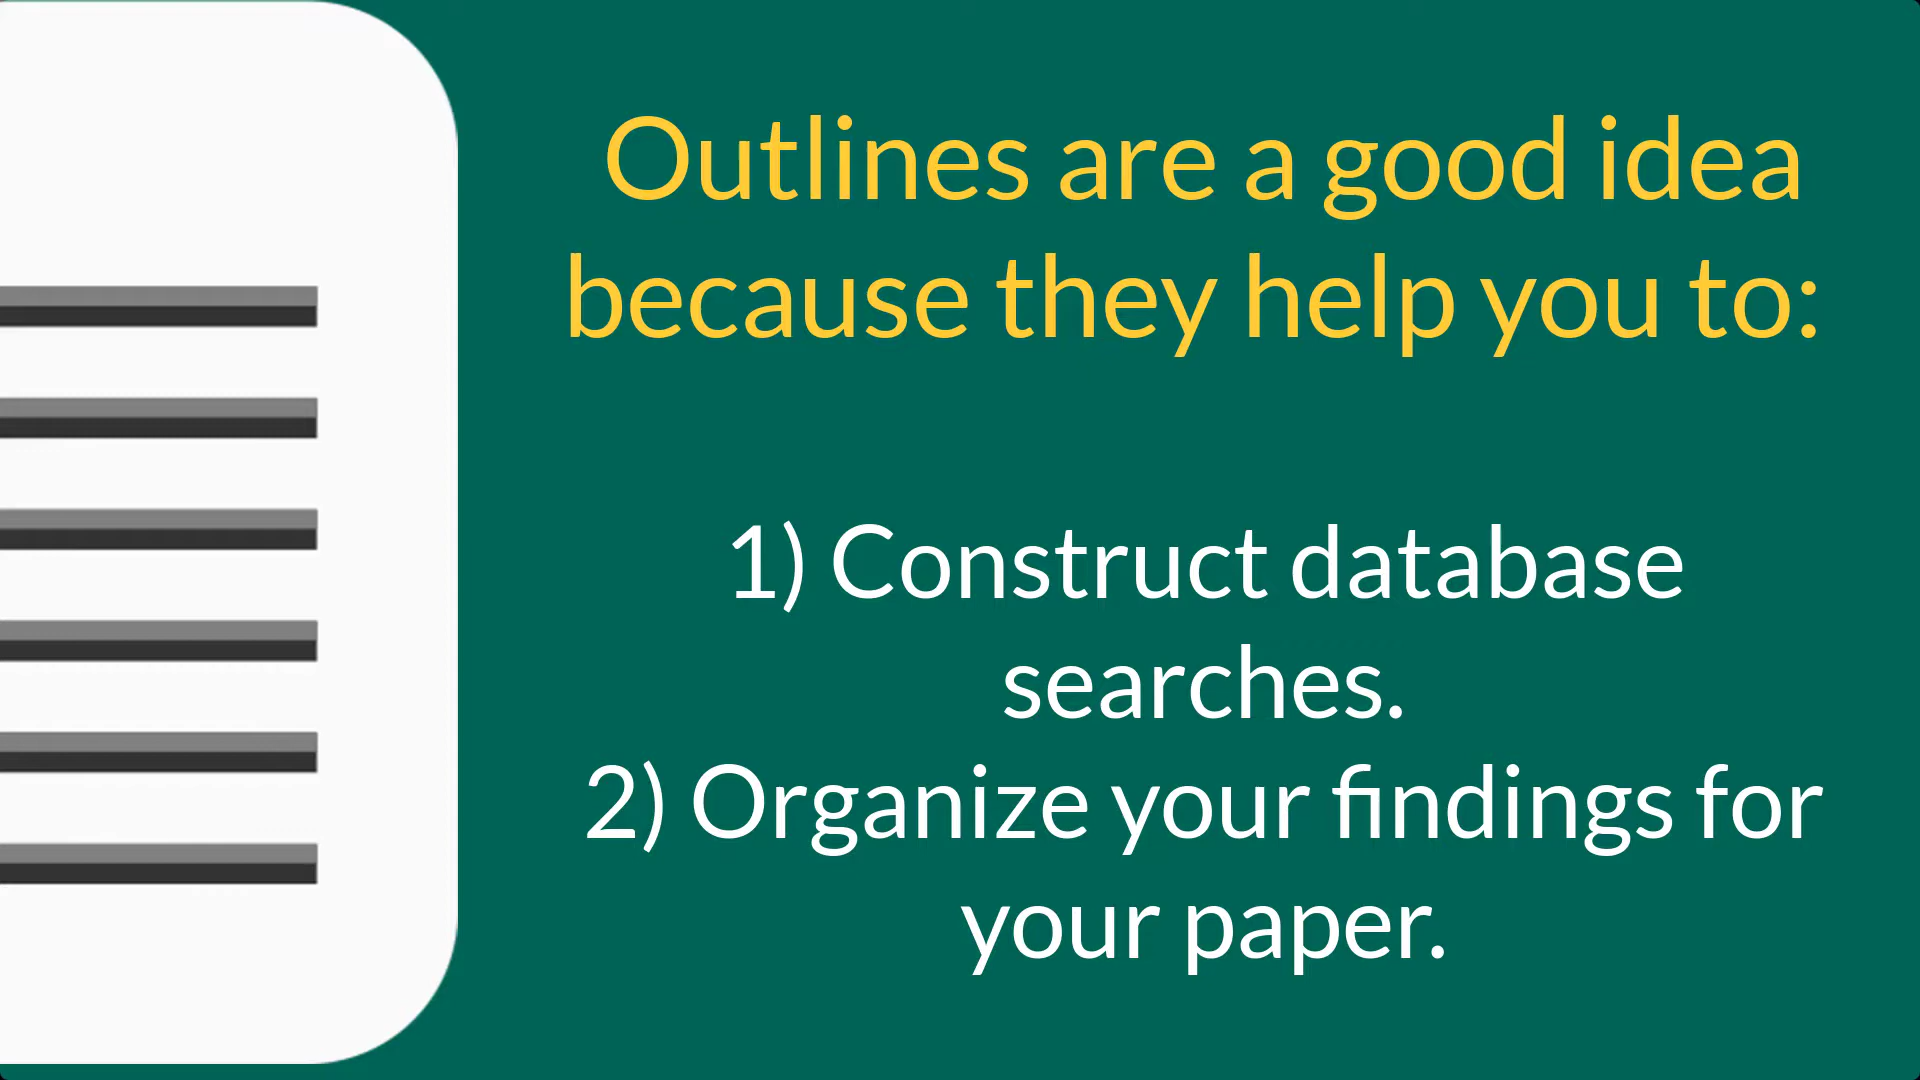 Outlines are a good idea
because they help you to:
1) Construct database
searches.
2) Organize your findings for
your paper.